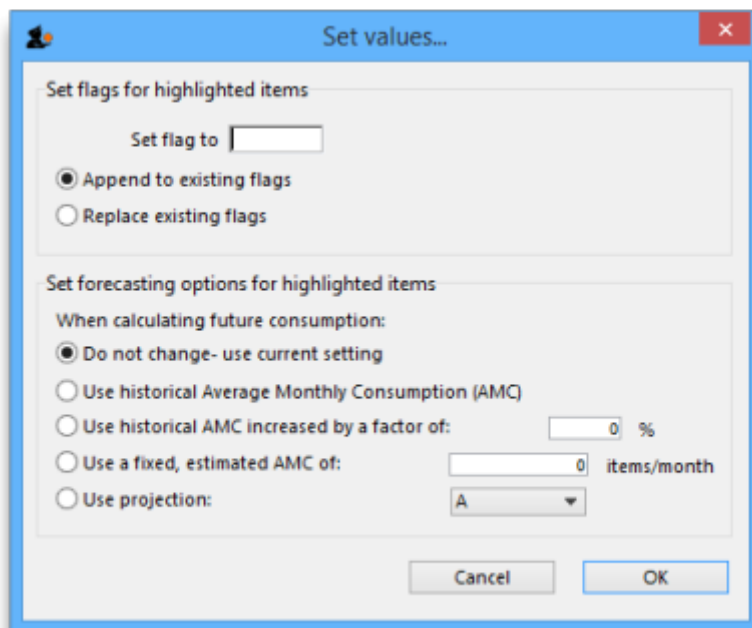 Set values...
Set flags for highlighted items
Set flag to
Append to existing flags
Replace existing flags
Set forecasting options for highlighted items
When calculating future consumption:
Do not change- use current setting
Use historical Average Monthly Consumption (AMC)
Use historical AMC increased by a factor of: 0 %
Use a fixed, estimated AMC of: 0 items/month
Use projection: A
Cancel OK